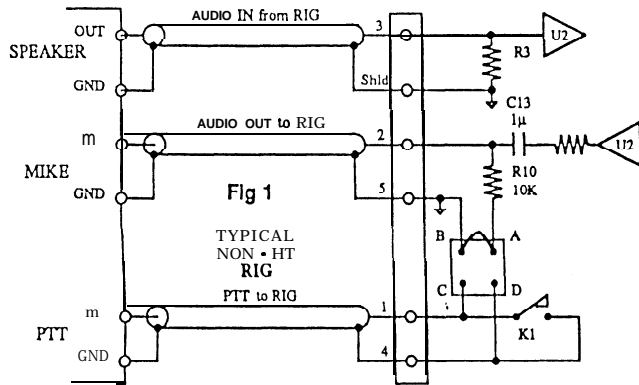 AUDIO IN from RIG
OUT
SPEAKER
GND
3
Shld
R3
U2
C13
1µ
AUDIO OUT to RIG
m
MIKE
GND
2
5
R10
10K
U2
Fig 1
TYPICAL
NON • HT
RIG
B
A
C
D
PTT to RIG
m
PTT
GND
1
4
K1